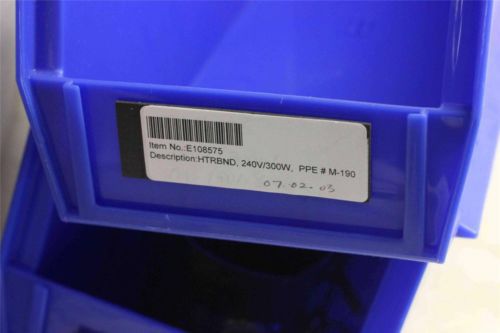 Item No.:E108575
Description:HTRBND, 240V/300W, PPE # M-190
07-02-03